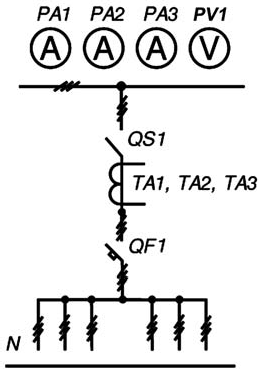 PA1 PA2 PA3 PV1
A A A V
QS1
TA1, TA2, TA3
QF1
N